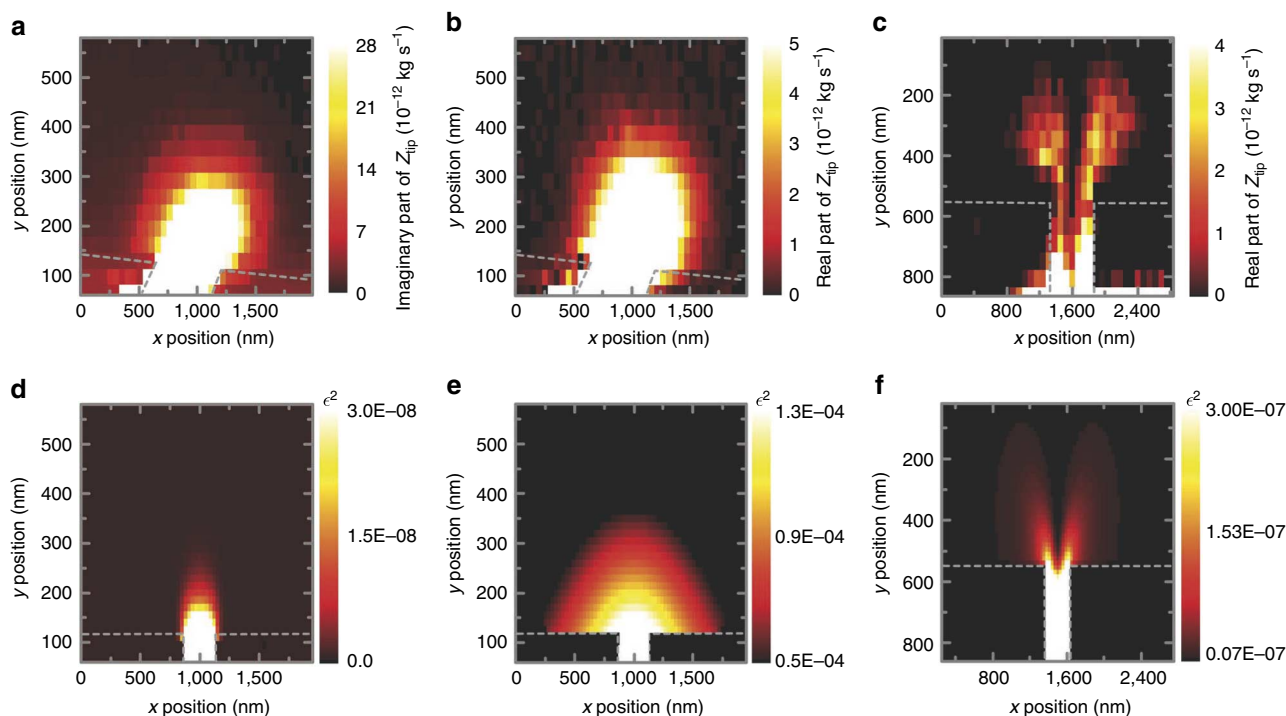 a
28
21
14
7
0
Imaginary part of Z_tip (10⁻¹² kg s⁻¹)
500
400
300
200
100
y position (nm)
0 500 1,000 1,500
x position (nm)
b
5
4
3
2
1
0
Real part of Z_tip (10⁻¹² kg s⁻¹)
500
400
300
200
100
y position (nm)
0 500 1,000 1,500
x position (nm)
c
4
3
2
1
0
Real part of Z_tip (10⁻¹² kg s⁻¹)
200
400
600
800
y position (nm)
0 800 1,600 2,400
x position (nm)
d
ϵ²
3.0E–08
1.5E–08
0.0
500
400
300
200
100
y position (nm)
0 500 1,000 1,500
x position (nm)
e
ϵ²
1.3E–04
0.9E–04
0.5E–04
500
400
300
200
100
y position (nm)
0 500 1,000 1,500
x position (nm)
f
ϵ²
3.00E–07
1.53E–07
0.07E–07
200
400
600
800
y position (nm)
800 1,600 2,400
x position (nm)